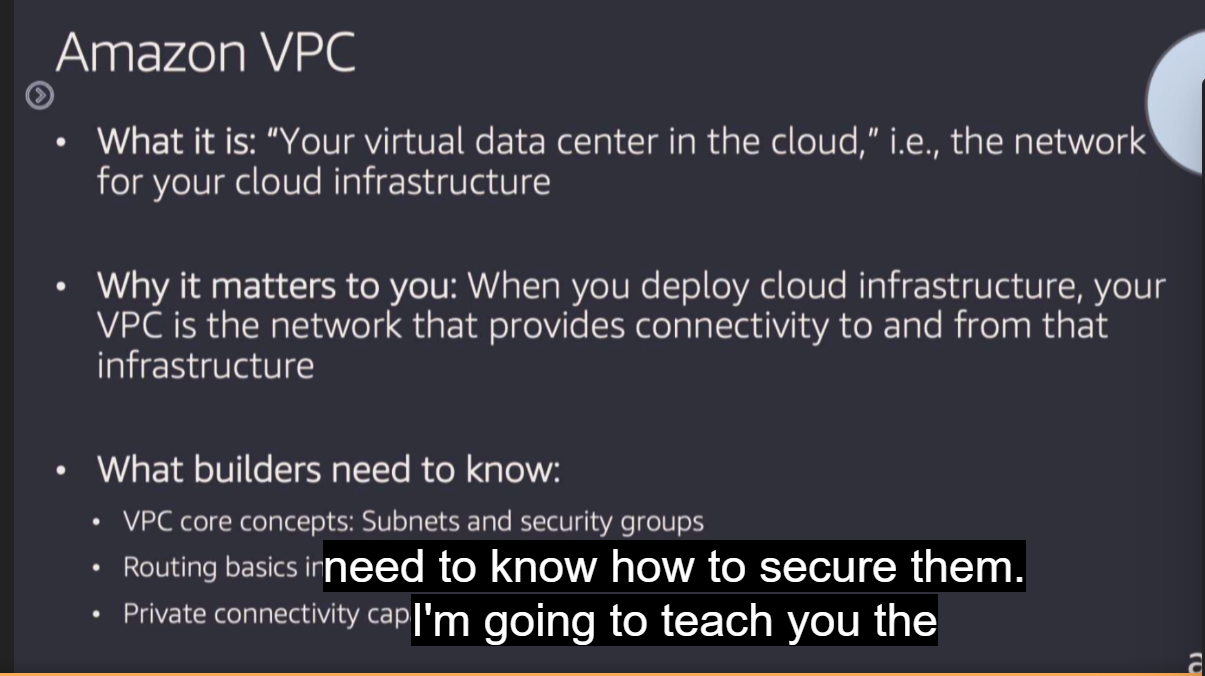 Amazon VPC
• What it is: “Your virtual data center in the cloud,” i.e., the network
for your cloud infrastructure
• Why it matters to you: When you deploy cloud infrastructure, your
VPC is the network that provides connectivity to and from that
infrastructure
• What builders need to know:
• VPC core concepts: Subnets and security groups
• Routing basics in
need to know how to secure them.
• Private connectivity cap
I'm going to teach you the
a